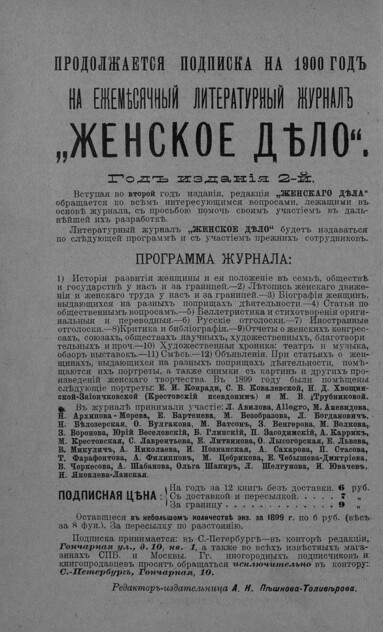 ПРОДОЛЖАЕТСЯ ПОДПИСКА НА 1900 ГОДЪ
НА ЕЖЕМѢСЯЧНЫЙ ЛИТЕРАТУРНЫЙ ЖУРНАЛЪ
„ЖЕНСКОЕ ДѢЛО“.
Годъ изданія 2-й.
Вступая во второй годъ изданія, редакція „ЖЕНСКАГО ДѢЛА“
обращается ко всѣмъ интересующимся вопросами, лежащими въ
основѣ журнала, съ просьбою помочь своимъ участіемъ въ даль-
нѣйшей ихъ разработкѣ.
Литературный журналъ „ЖЕНСКОЕ ДѢЛО“ будетъ издаваться
по слѣдующей программѣ и съ участіемъ прежнихъ сотрудниковъ.
ПРОГРАММА ЖУРНАЛА:
1) Исторія развитія женщины и ея положеніе въ семьѣ, обществѣ
и государствѣ у насъ и за границей.—2) Лѣтопись женскаго движе-
нія и женскаго труда у насъ и за границей.—3) Біографіи женщинъ,
выдающихся на разныхъ поприщахъ дѣятельности.—4) Статьи по
общественнымъ вопросамъ.—5) Беллетристика и стихотворенія ориги-
нальныя и переводныя.—6) Русскіе отголоски.—7) Иностранные
отголоски.—8) Критика и библіографія.—9) Отчеты о женскихъ конгрес-
сахъ, союзахъ, обществахъ научныхъ, художественныхъ, благотвори-
тельныхъ и проч.—10) Художественная хроника: театръ и музыка,
обзоръ выставокъ.—11) Смѣсь.—12) Объявленія. При статьяхъ о жен-
щинахъ, выдающихся на разныхъ поприщахъ дѣятельности, помѣща-
ются ихъ портреты, а также снимки съ картинъ и другихъ про-
изведеній женскаго творчества. Въ 1899 году были помѣщены
слѣдующіе портреты: Е. И. Конради, С. В. Ковалевской, Н. Д. Хвощин-
ской-Заіончковской (Крестовскій псевдонимъ) и М. В. Трубниковой.
Въ журналѣ принимали участіе: Л. Авилова, Allegro, М.
Н. Архипова-Морева, Е. Вартенева, М. Безобразова, Л. Богдановичъ,
Н. Бѣлозерская, О. Вулгакова, М. Ватсонъ, З. Венгерова, М. Волкова,
З. Воронова, Юрій Веселовскій, Б. Глинскій, П. Засодимскій, А. Каррикъ,
М. Крестовская, С. Лаврентьева, Е. Литвинова, О. Лысогорская, Е. Львова,
В. Микуличъ, А. Николаева, И. Познанская, А. Сахарова, П. Стасова,
Т. Фарафонтова, А. Филипповъ, М. Цебрикова, Е. Чебышова-Дмитріева,
В. Черкесова, А. Шабанова, Ольга Шапиръ, Л. Шелгунова, И. Ювачевъ,
Н. Яковлева-Ланская.
ПОДПИСНАЯ ЦѢНА: На годъ за 12 книгъ безъ доставки. 6 руб.
Съ доставкой и пересылкой 7 „
За границу 9 „
Оставшіеся въ небольшомъ количествѣ экз. за 1899 г. по 6 руб. (вѣсъ
за 8 фун.). За пересылку по разстоянію.
Подписка принимается: въ С.-Петербургѣ—въ конторѣ редакціи,
Гончарная ул., д. 10, кв. 1, а также во всѣхъ извѣстныхъ мага-
зинахъ СПБ. и Москвы. Гг. иногородныхъ подписчиковъ и
книгопродавцевъ просятъ обращаться исключительно въ контору:
С.-Петербургъ, Гончарная, 10.
Редакторъ-издательница А. Н. Пѣшкова-Толивѣрова.